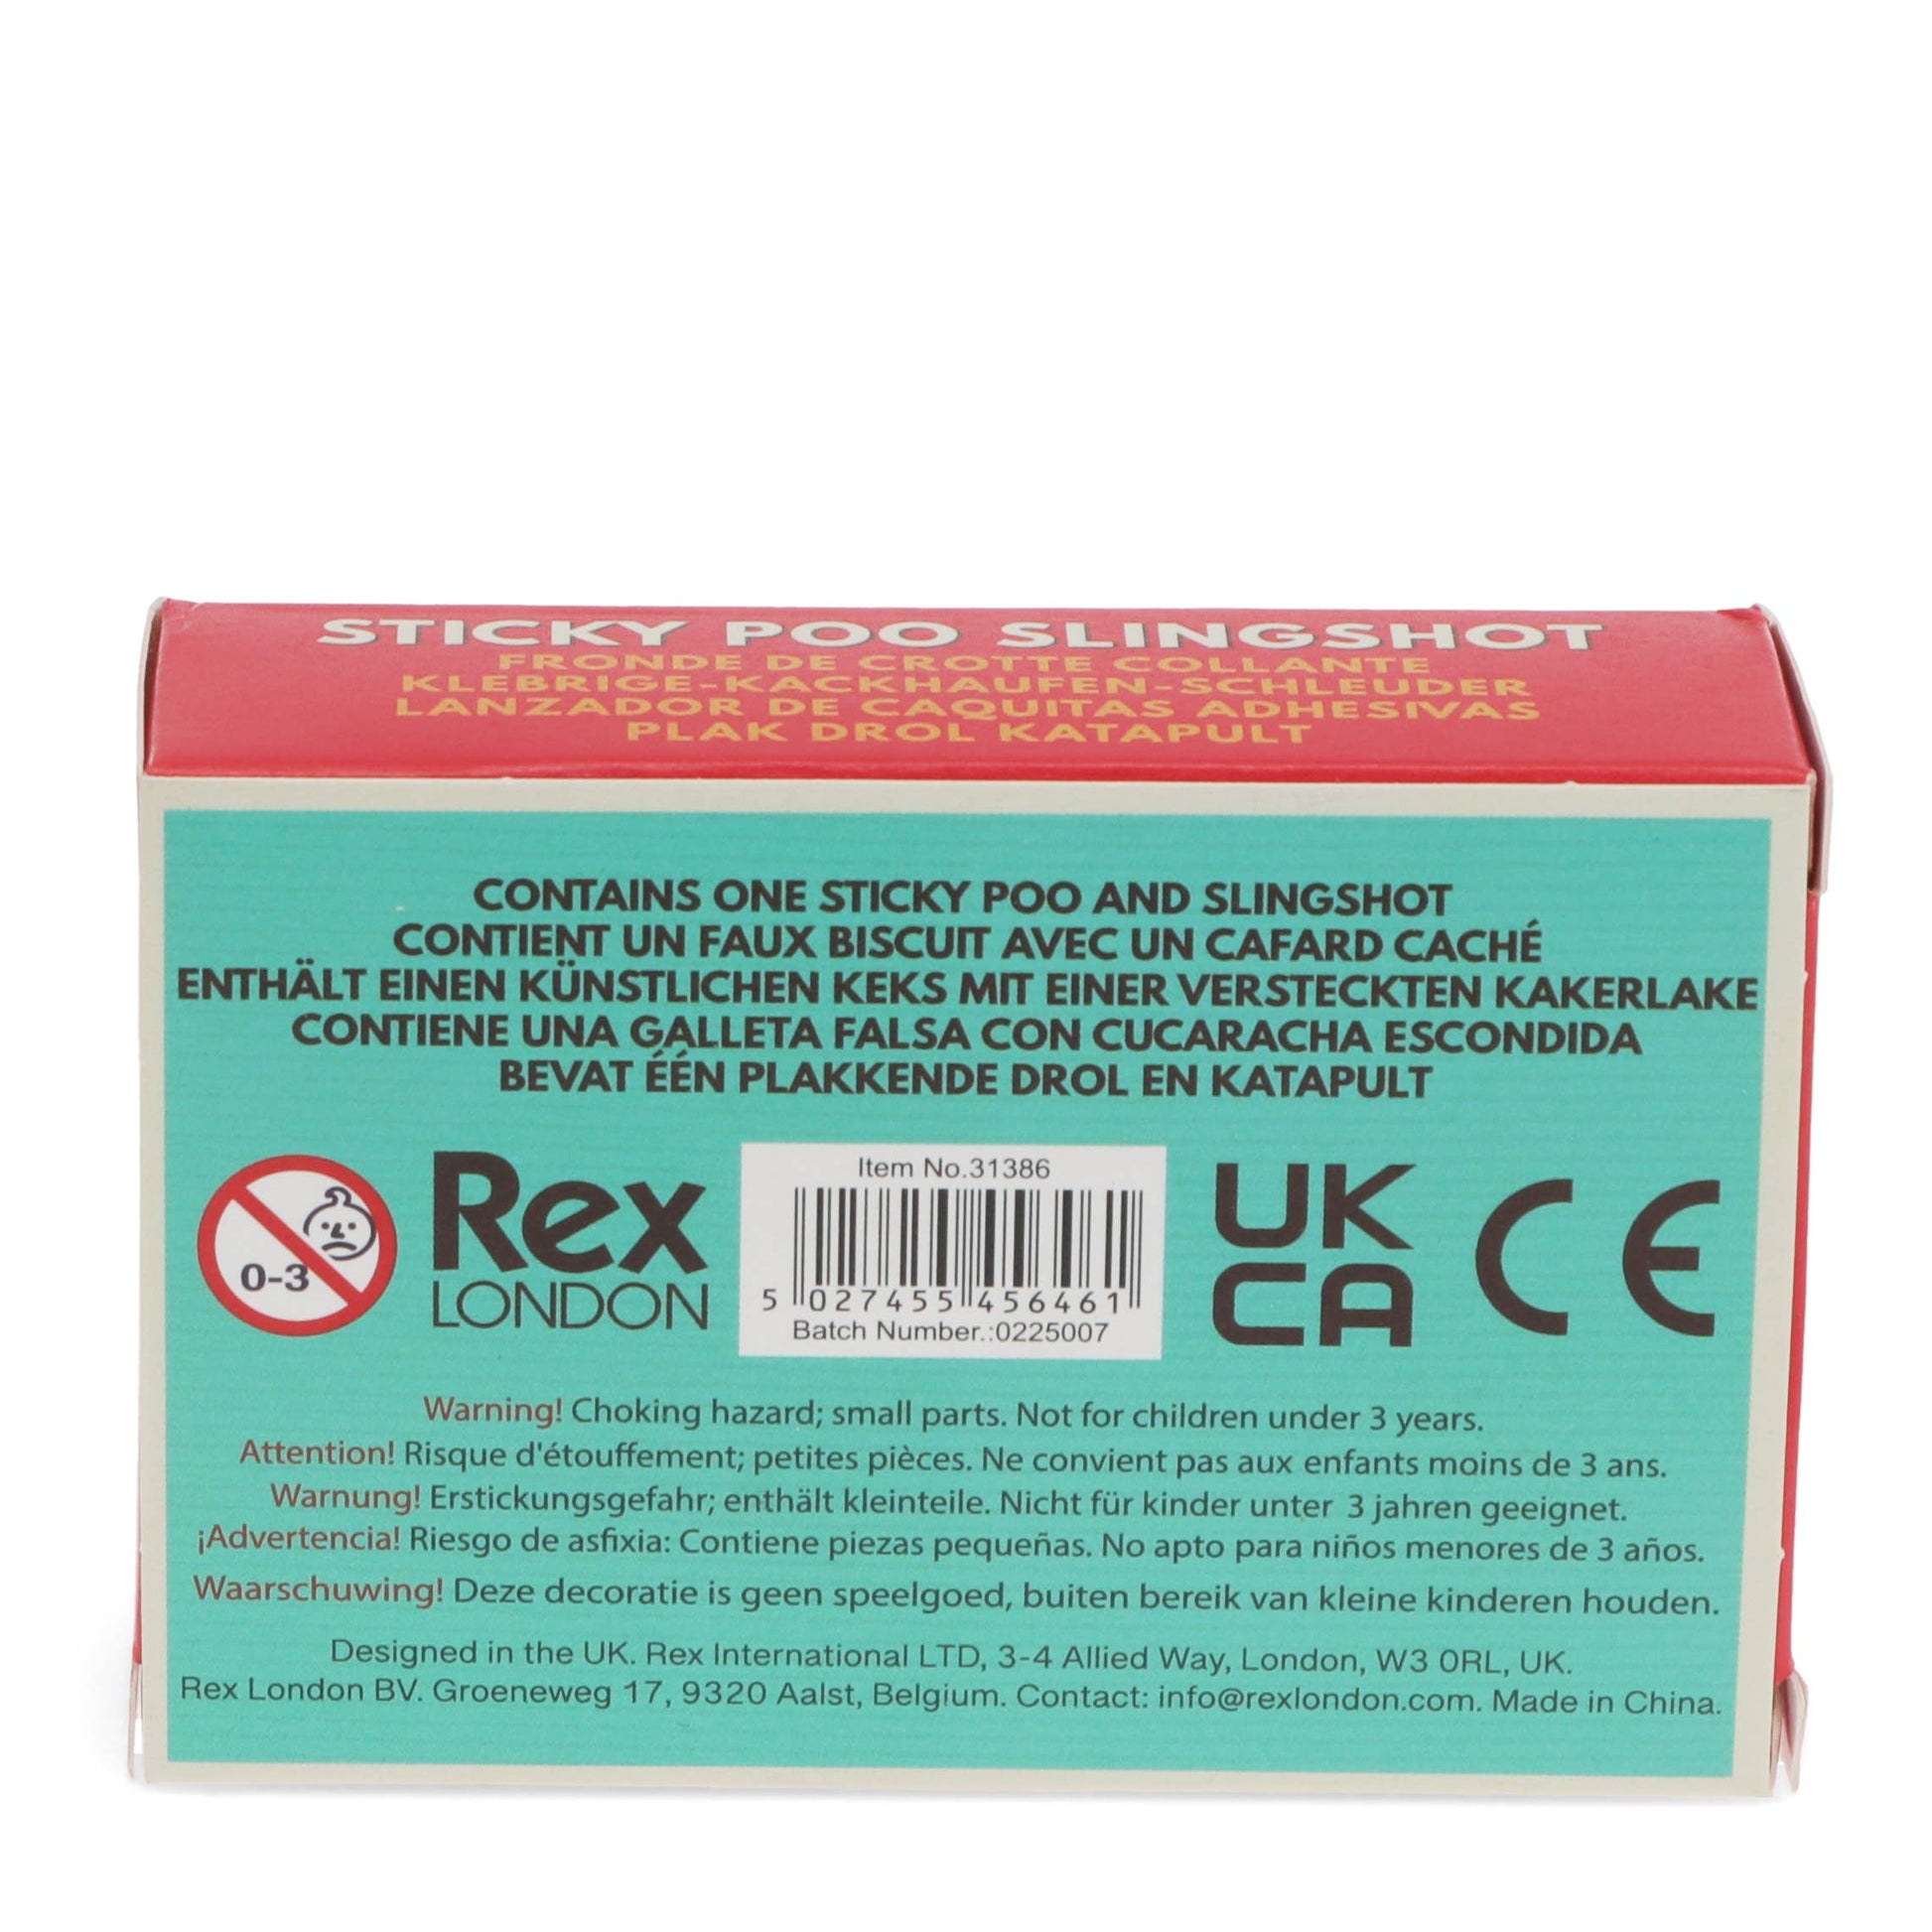 STICKY POO SLINGSHOT
FRONDE DE CROTTE COLLANTE
KLEBRIGE-KACKHAUFEN-SCHLEUDER
LANZADOR DE CAQUITAS ADHESIVAS
PLAK DROL KATAPULT
CONTAINS ONE STICKY POO AND SLINGSHOT
CONTIENT UN FAUX BISCUIT AVEC UN CAFARD CACHÉ
ENTHÄLT EINEN KÜNSTLICHEN KEKS MIT EINER VERSTECKTEN KAKERLAKE
CONTIENE UNA GALLETA FALSA CON CUCARACHA ESCONDIDA
BEVAT ÉÉN PLAKKENDE DROL EN KATAPULT
0-3
Rex
LONDON
Item No.31386
5 027455 456461
Batch Number.:0225007
UK
CA
CE
Warning! Choking hazard; small parts. Not for children under 3 years.
Attention! Risque d'étouffement; petites pièces. Ne convient pas aux enfants moins de 3 ans.
Warnung! Erstickungsgefahr; enthält kleinteile. Nicht für kinder unter 3 jahren geeignet.
¡Advertencia! Riesgo de asfixia: Contiene piezas pequeñas. No apto para niños menores de 3 años.
Waarschuwing! Deze decoratie is geen speelgoed, buiten bereik van kleine kinderen houden.
Designed in the UK. Rex International LTD, 3-4 Allied Way, London, W3 0RL, UK.
Rex London BV. Groeneweg 17, 9320 Aalst, Belgium. Contact: info@rexlondon.com. Made in China.